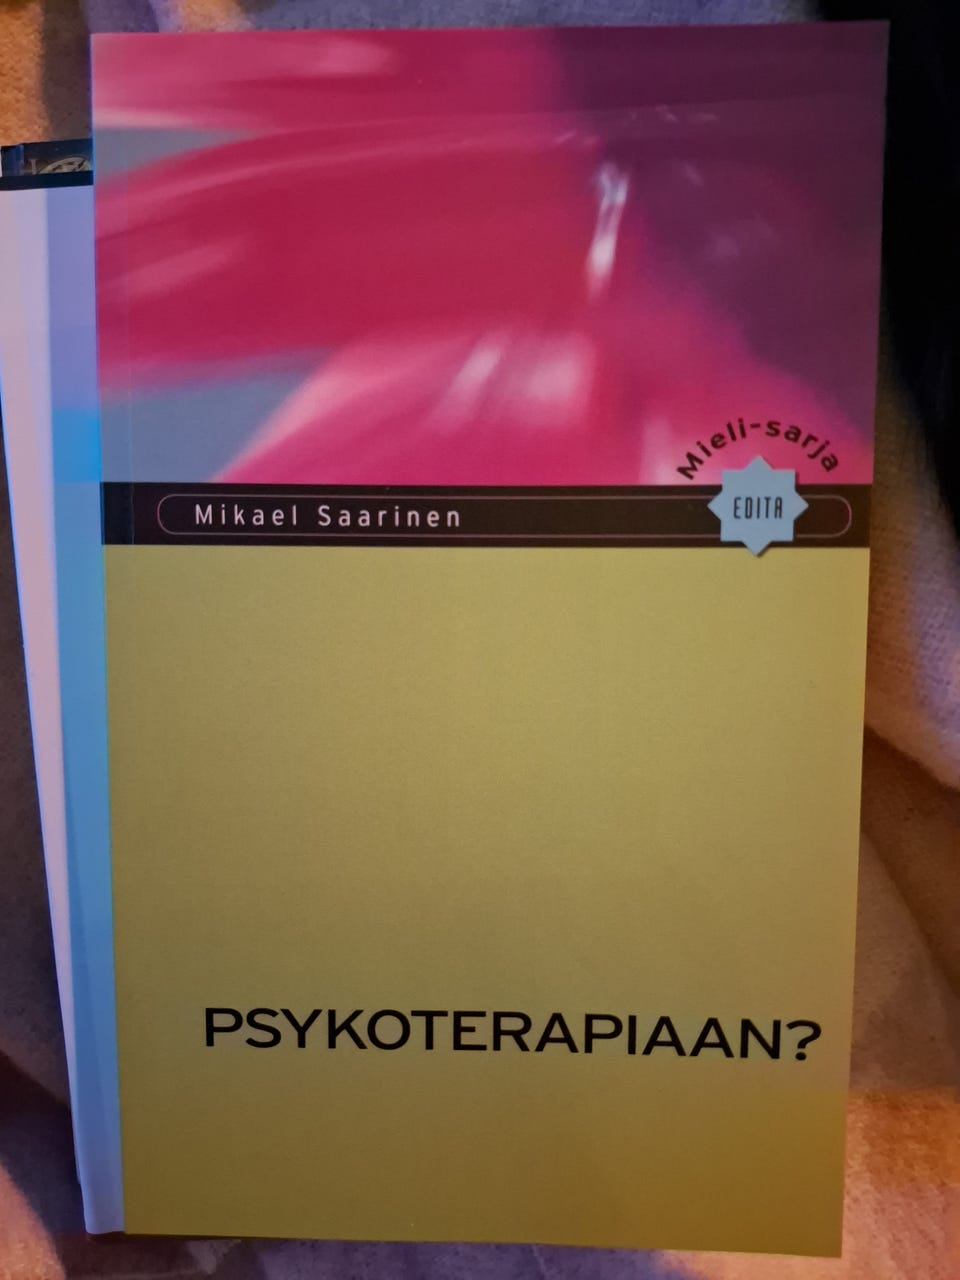 Mieli-sarja
Mikael Saarinen
EDITA
PSYKOTERAPIAAN?